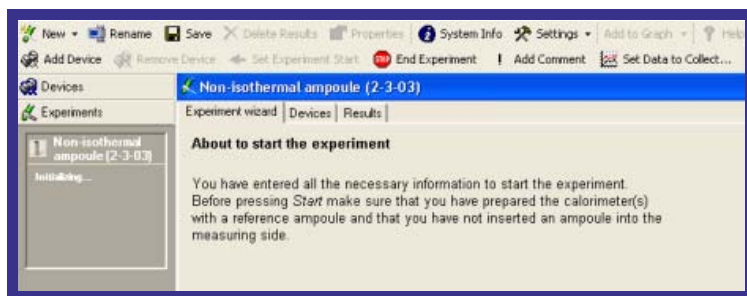 New Rename Save Delete Results Properties System Info Settings Add to Graph Help
Add Device Remove Device Set Experiment Start STOP End Experiment ! Add Comment Set Data to Collect...
Devices
Experiments
Non-isothermal ampoule (2-3-03)
Experiment wizard Devices Results
1 Non-isothermal
ampoule (2-3-03)
Initializing...
About to start the experiment
You have entered all the necessary information to start the experiment.
Before pressing Start make sure that you have prepared the calorimeter(s)
with a reference ampoule and that you have not inserted an ampoule into the
measuring side.